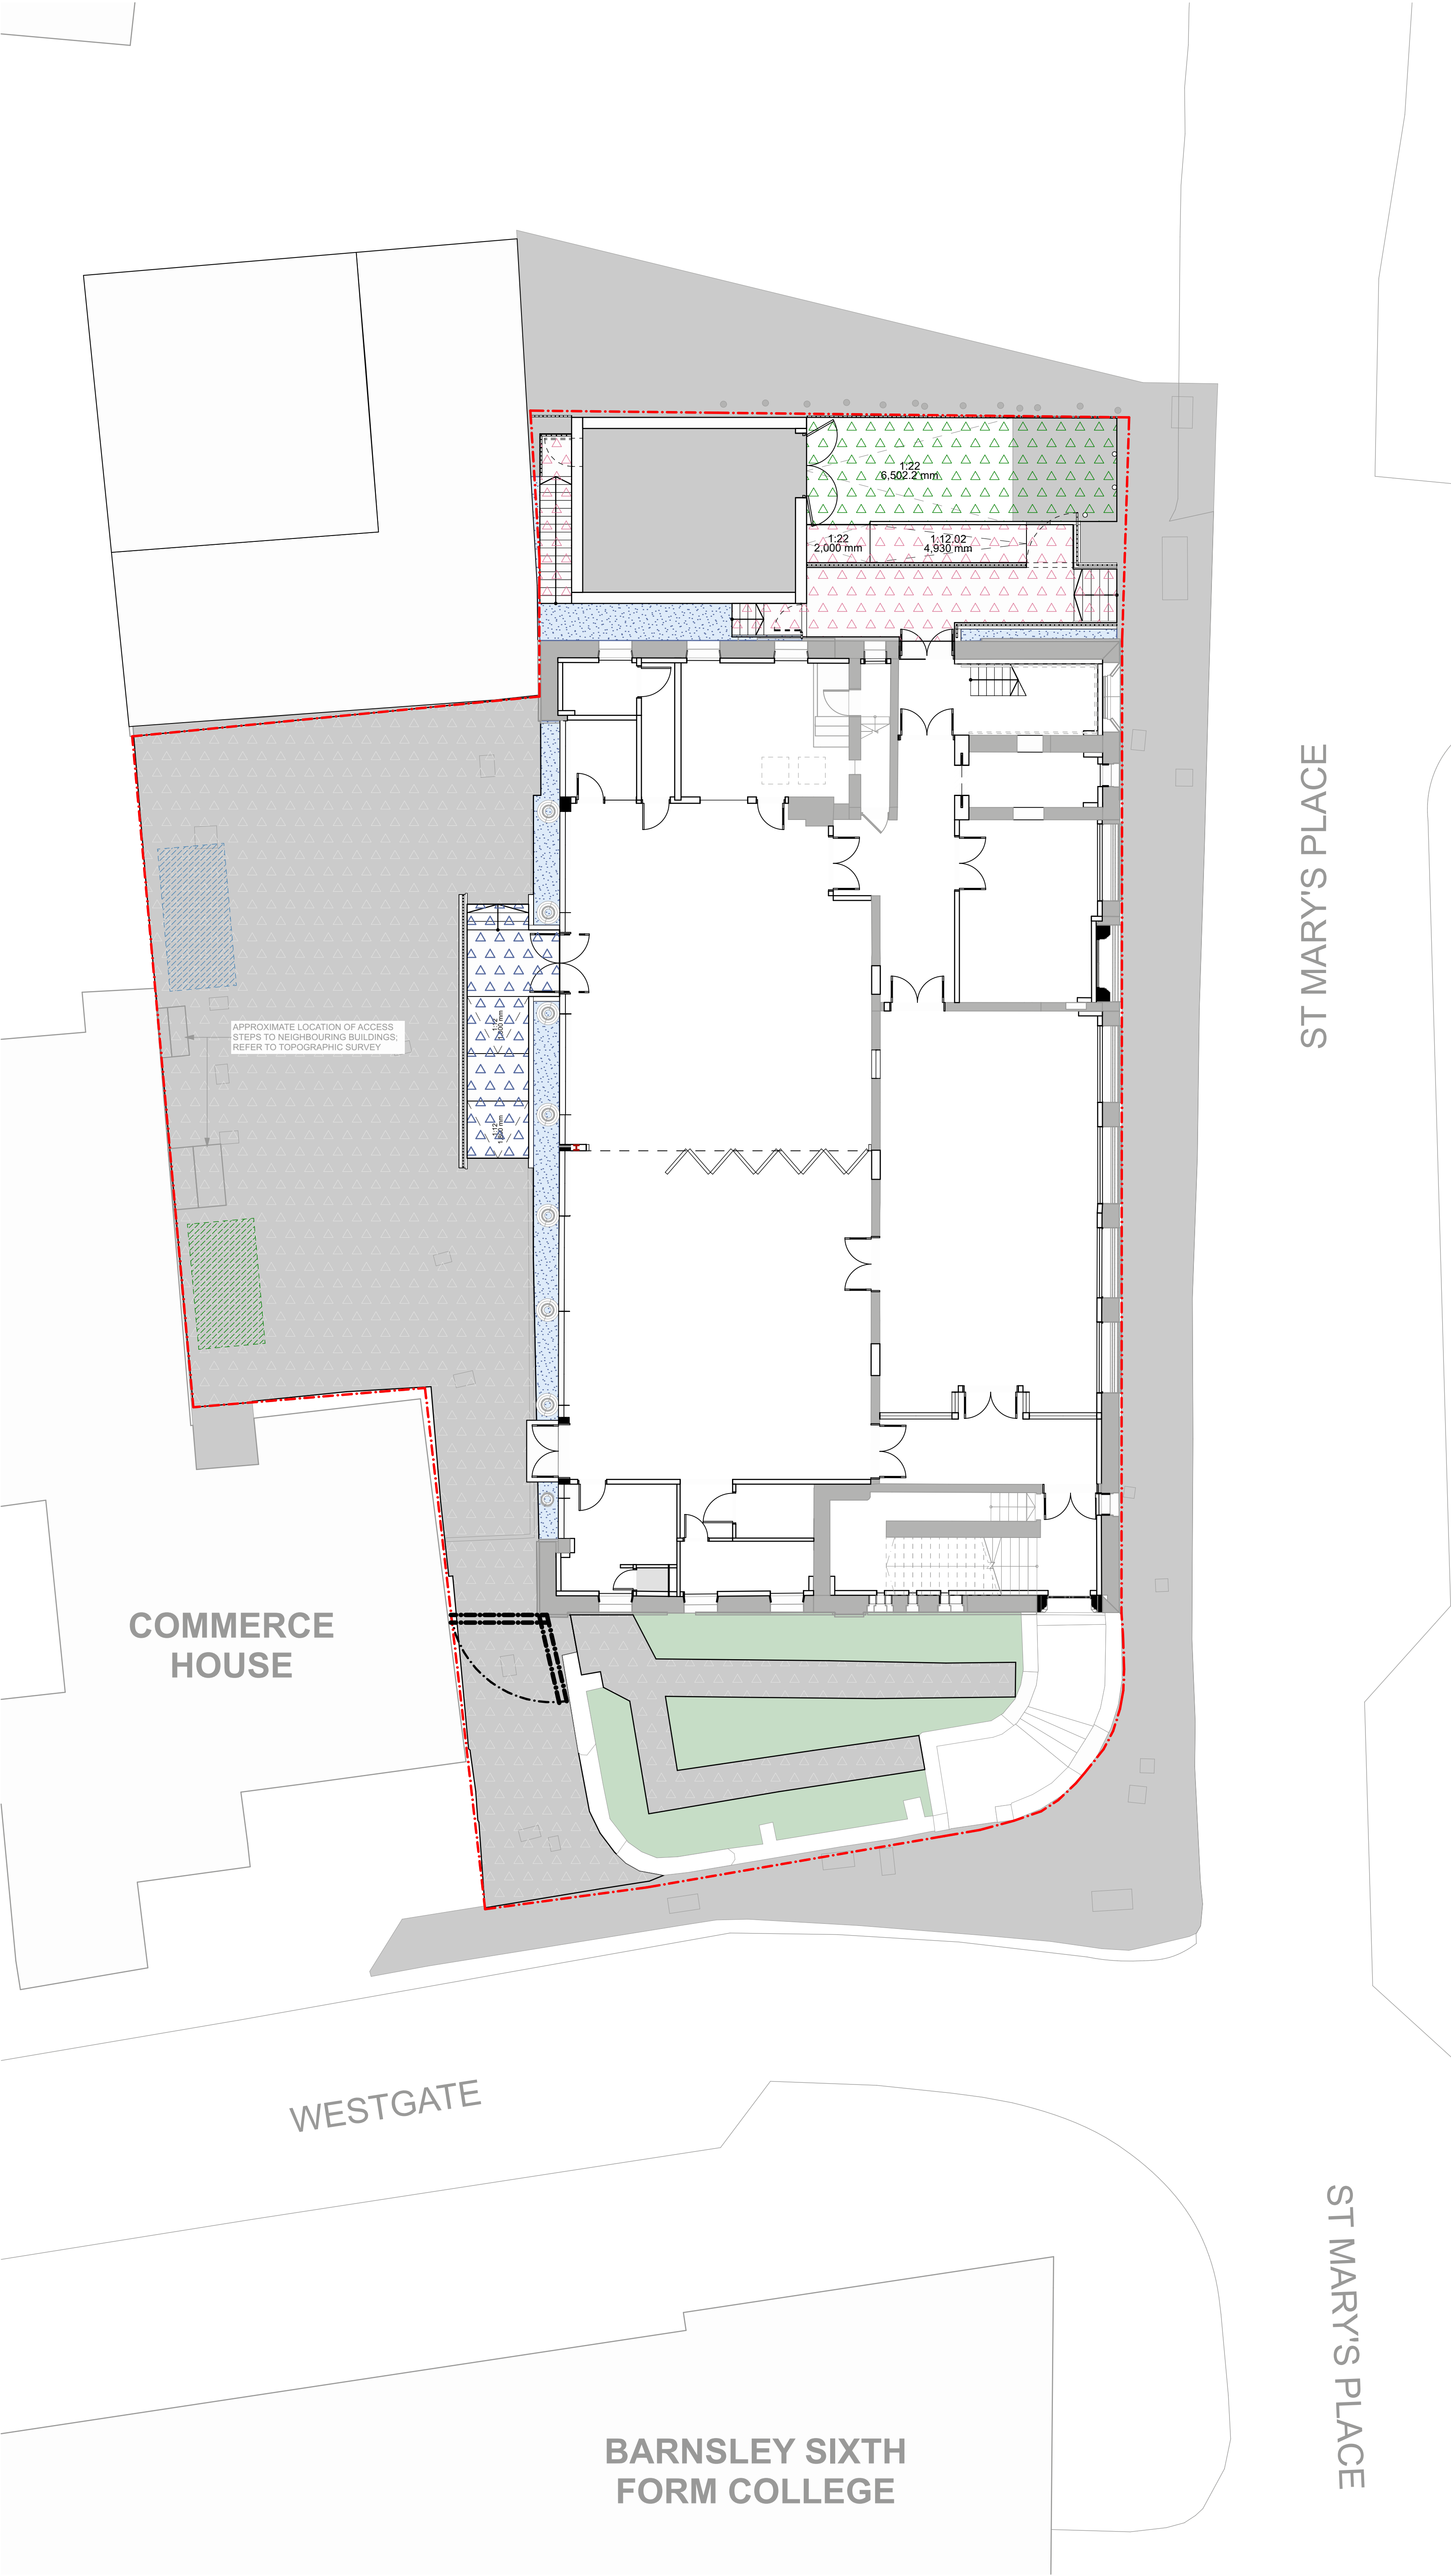 1:22
6,502.2 mm
1:22
2,000 mm
1:12.02
4,930 mm
ST MARY'S PLACE
APPROXIMATE LOCATION OF ACCESS
STEPS TO NEIGHBOURING BUILDINGS;
REFER TO TOPOGRAPHIC SURVEY
COMMERCE
HOUSE
WESTGATE
ST MARY'S PLACE
BARNSLEY SIXTH
FORM COLLEGE